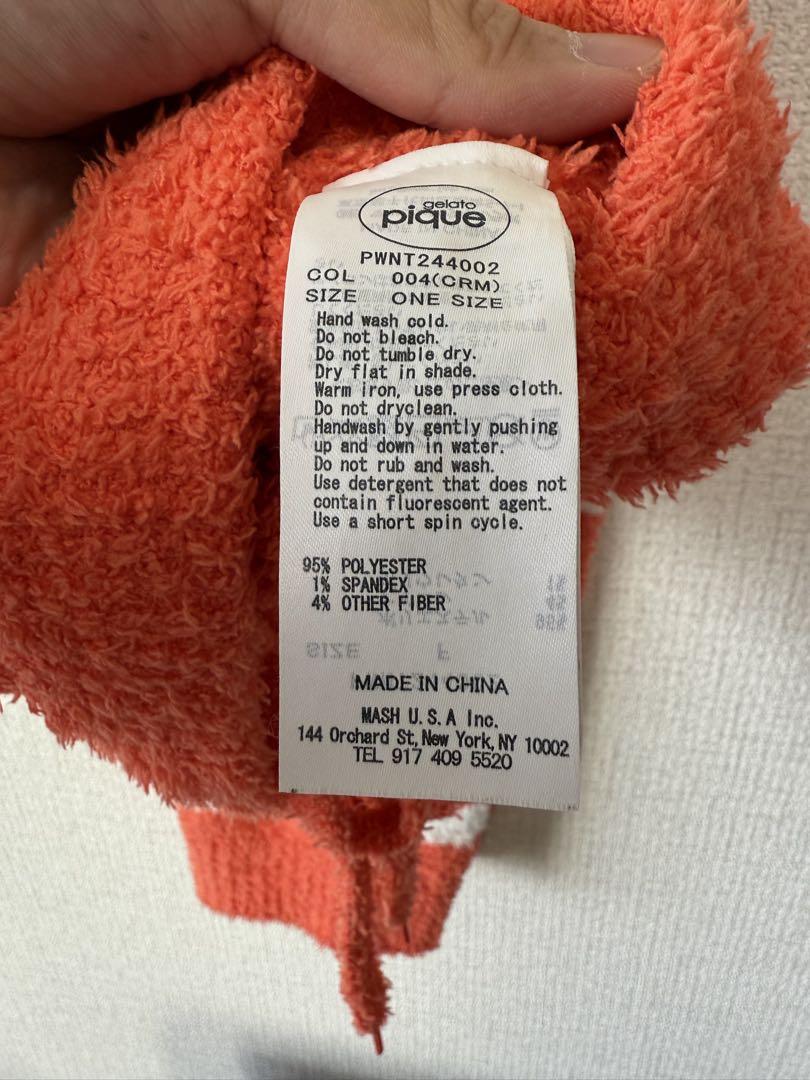 gelato
pique
PWNT244002
COL 004(CRM)
SIZE ONE SIZE
Hand wash cold.
Do not bleach.
Do not tumble dry.
Dry flat in shade.
Warm iron, use press cloth.
Do not dryclean.
Handwash by gently pushing
up and down in water.
Do not rub and wash.
Use detergent that does not
contain fluorescent agent.
Use a short spin cycle.
95% POLYESTER
1% SPANDEX
4% OTHER FIBER
SIZE F
MADE IN CHINA
MASH U.S.A Inc.
144 Orchard St, New York, NY 10002
TEL 917 409 5520